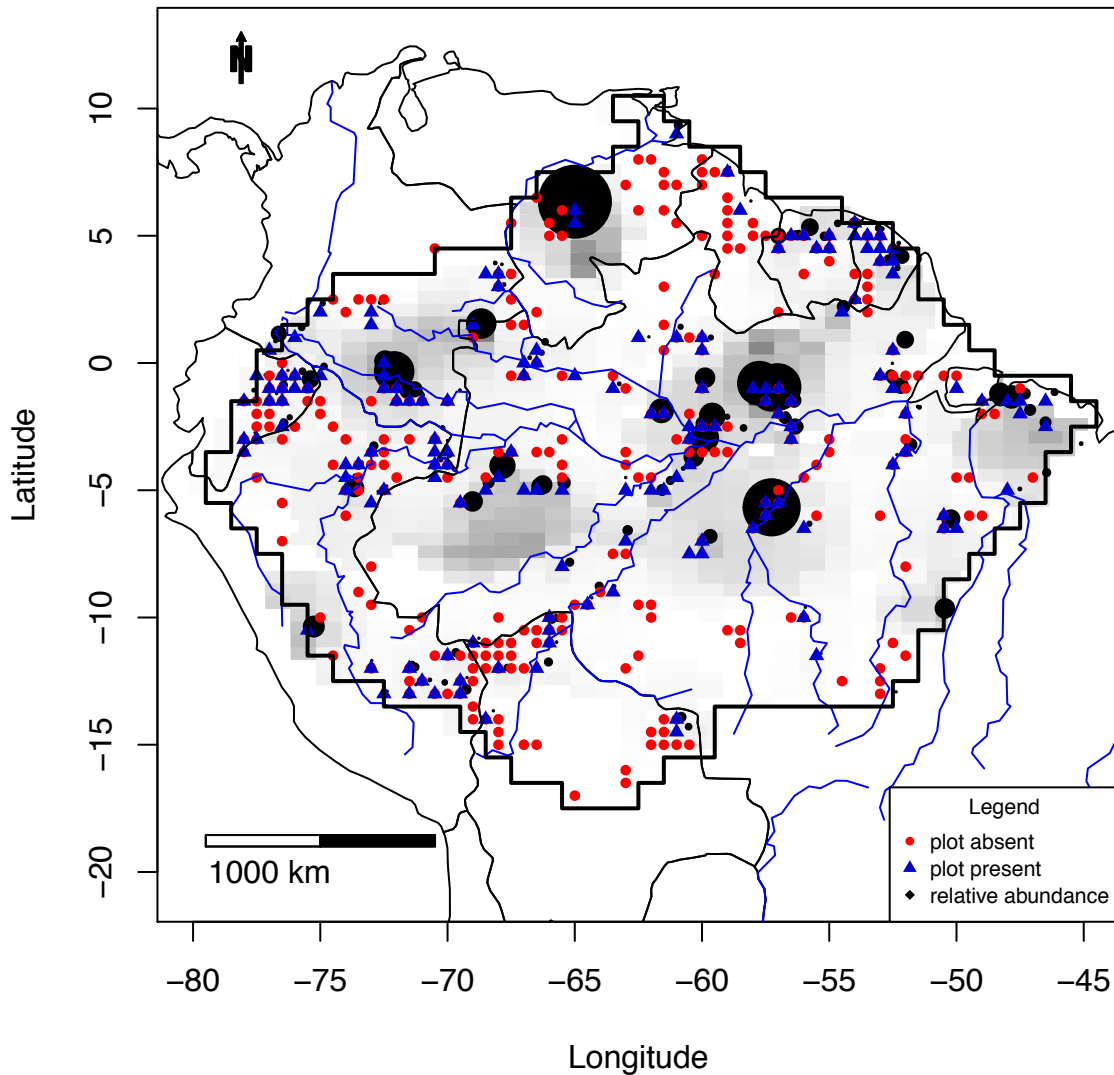 N
Latitude
10
5
0
−5
−10
−15
−20
1000 km
Legend
plot absent
plot present
relative abundance
−80 −75 −70 −65 −60 −55 −50 −45
Longitude